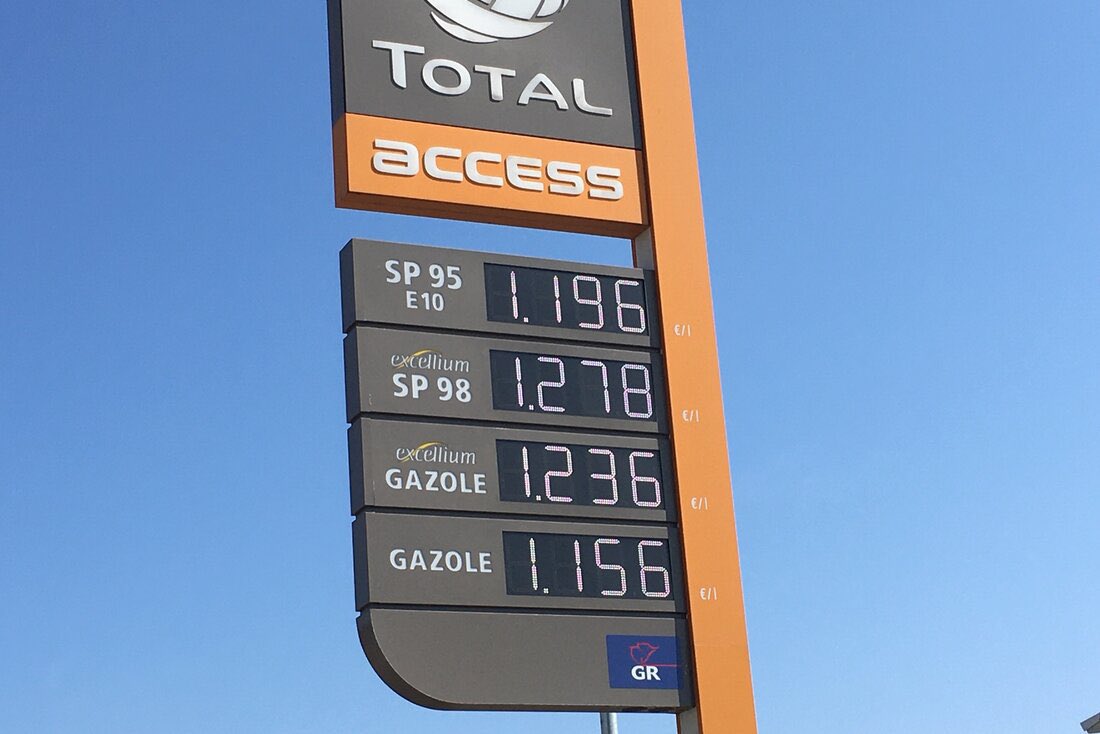 TOTAL
access
SP 95
E10
1.196
€/l
excellium
SP 98
1.278
€/l
excellium
GAZOLE
1.236
€/l
GAZOLE
1.156
€/l
GR